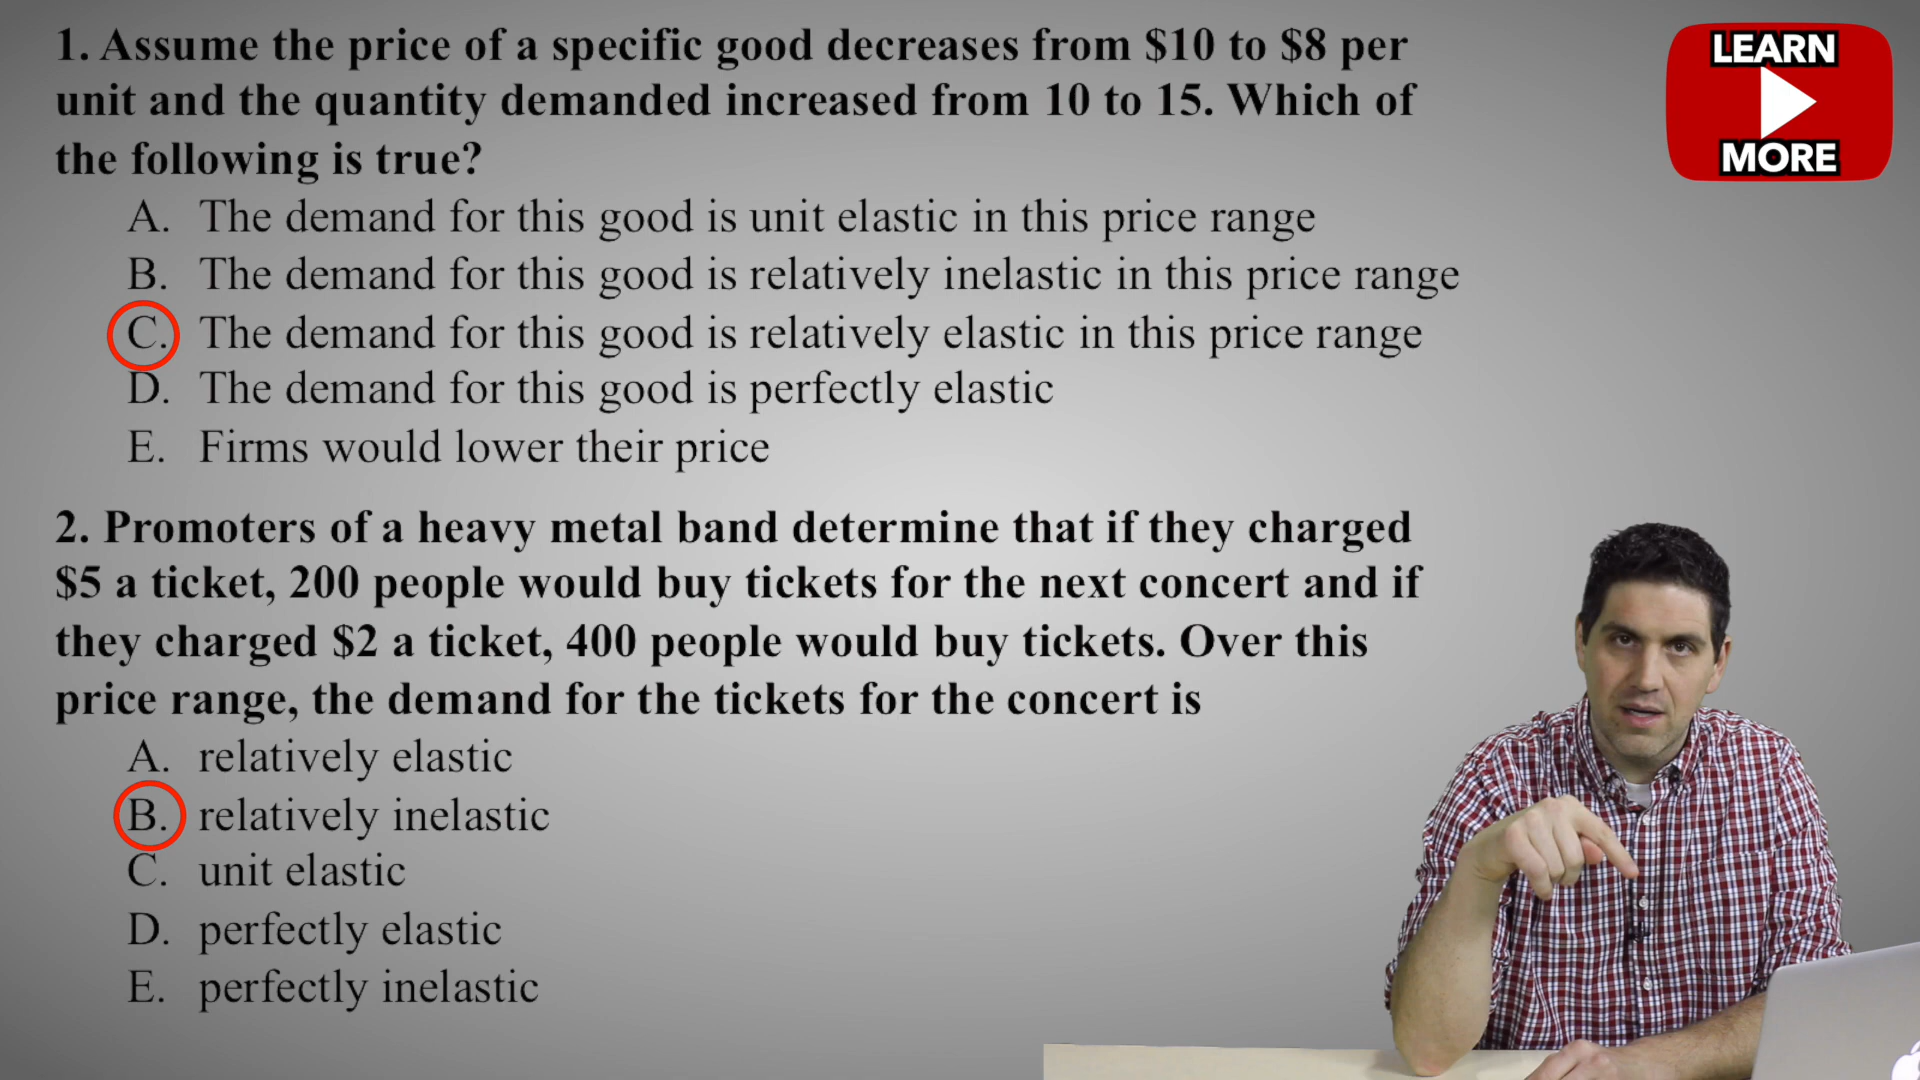 1. Assume the price of a specific good decreases from $10 to $8 per
unit and the quantity demanded increased from 10 to 15. Which of
the following is true?
A. The demand for this good is unit elastic in this price range
B. The demand for this good is relatively inelastic in this price range
C. The demand for this good is relatively elastic in this price range
D. The demand for this good is perfectly elastic
E. Firms would lower their price
2. Promoters of a heavy metal band determine that if they charged
$5 a ticket, 200 people would buy tickets for the next concert and if
they charged $2 a ticket, 400 people would buy tickets. Over this
price range, the demand for the tickets for the concert is
A. relatively elastic
B. relatively inelastic
C. unit elastic
D. perfectly elastic
E. perfectly inelastic
LEARN
MORE